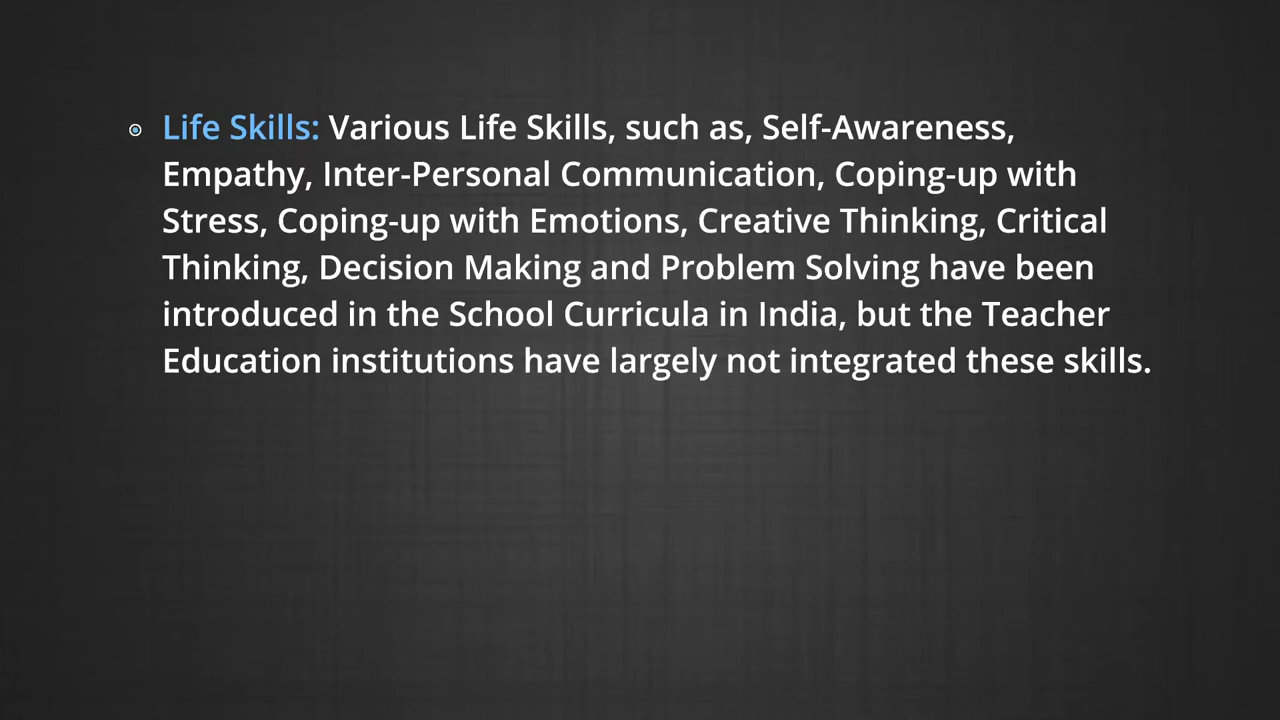 Life Skills: Various Life Skills, such as, Self-Awareness,
Empathy, Inter-Personal Communication, Coping-up with
Stress, Coping-up with Emotions, Creative Thinking, Critical
Thinking, Decision Making and Problem Solving have been
introduced in the School Curricula in India, but the Teacher
Education institutions have largely not integrated these skills.